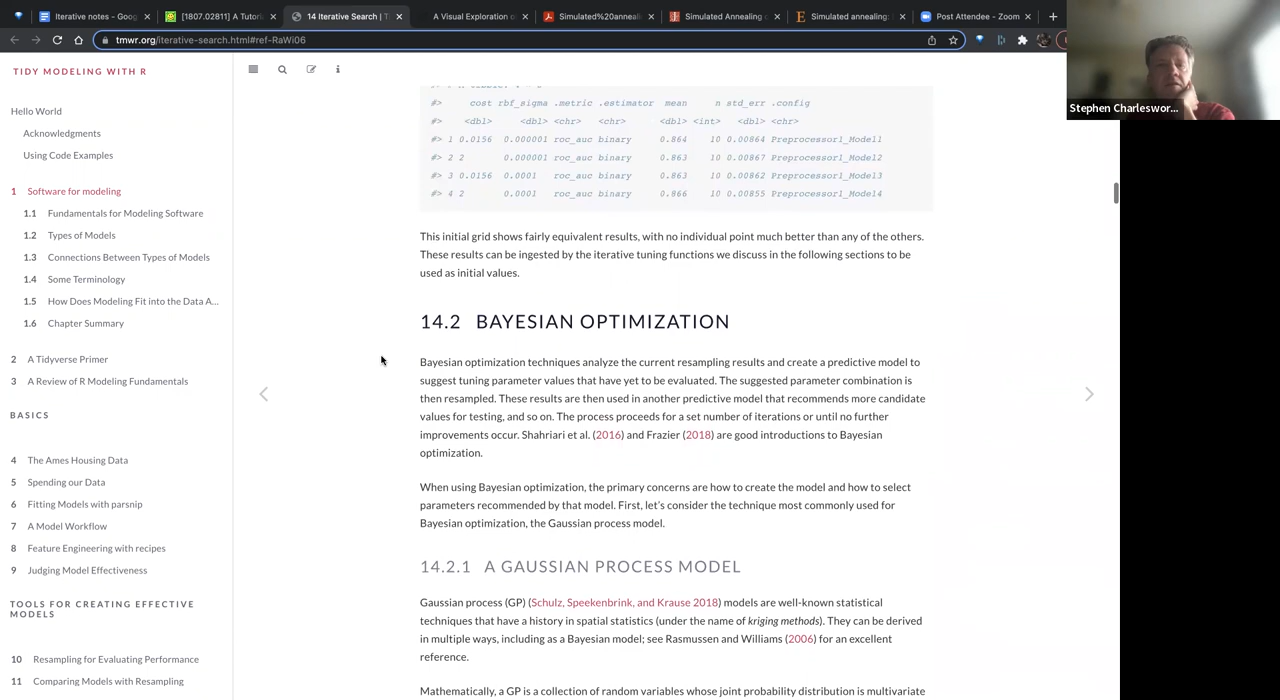 Iterative notes - Goog
[1807.02811] A Tutori
14 Iterative Search | T
A Visual Exploration o
Simulated%20anneal
Simulated Annealing
Simulated annealing:
Post Attendee - Zoom
tmwr.org/iterative-search.html#ref-RaWi06
Stephen Charleswor...
TIDY MODELING WITH R
Hello World
Acknowledgments
Using Code Examples
1 Software for modeling
1.1 Fundamentals for Modeling Software
1.2 Types of Models
1.3 Connections Between Types of Models
1.4 Some Terminology
1.5 How Does Modeling Fit into the Data A...
1.6 Chapter Summary
2 A Tidyverse Primer
3 A Review of R Modeling Fundamentals
BASICS
4 The Ames Housing Data
5 Spending our Data
6 Fitting Models with parsnip
7 A Model Workflow
8 Feature Engineering with recipes
9 Judging Model Effectiveness
TOOLS FOR CREATING EFFECTIVE
MODELS
10 Resampling for Evaluating Performance
11 Comparing Models with Resampling
#> cost rbf_sigma .metric .estimator mean n std_err .config
#> <dbl> <dbl> <chr> <chr> <dbl> <int> <dbl> <chr>
#> 1 0.0156 0.000001 roc_auc binary 0.864 10 0.00864 Preprocessor1_Model1
#> 2 2 0.000001 roc_auc binary 0.863 10 0.00867 Preprocessor1_Model2
#> 3 0.0156 0.0001 roc_auc binary 0.863 10 0.00862 Preprocessor1_Model3
#> 4 2 0.0001 roc_auc binary 0.866 10 0.00855 Preprocessor1_Model4
This initial grid shows fairly equivalent results, with no individual point much better than any of the others.
These results can be ingested by the iterative tuning functions we discuss in the following sections to be
used as initial values.
14.2 BAYESIAN OPTIMIZATION
Bayesian optimization techniques analyze the current resampling results and create a predictive model to
suggest tuning parameter values that have yet to be evaluated. The suggested parameter combination is
then resampled. These results are then used in another predictive model that recommends more candidate
values for testing, and so on. The process proceeds for a set number of iterations or until no further
improvements occur. Shahriari et al. (2016) and Frazier (2018) are good introductions to Bayesian
optimization.
When using Bayesian optimization, the primary concerns are how to create the model and how to select
parameters recommended by that model. First, let's consider the technique most commonly used for
Bayesian optimization, the Gaussian process model.
14.2.1 A GAUSSIAN PROCESS MODEL
Gaussian process (GP) (Schulz, Speekenbrink, and Krause 2018) models are well-known statistical
techniques that have a history in spatial statistics (under the name of kriging methods). They can be derived
in multiple ways, including as a Bayesian model; see Rasmussen and Williams (2006) for an excellent
reference.
Mathematically, a GP is a collection of random variables whose joint probability distribution is multivariate